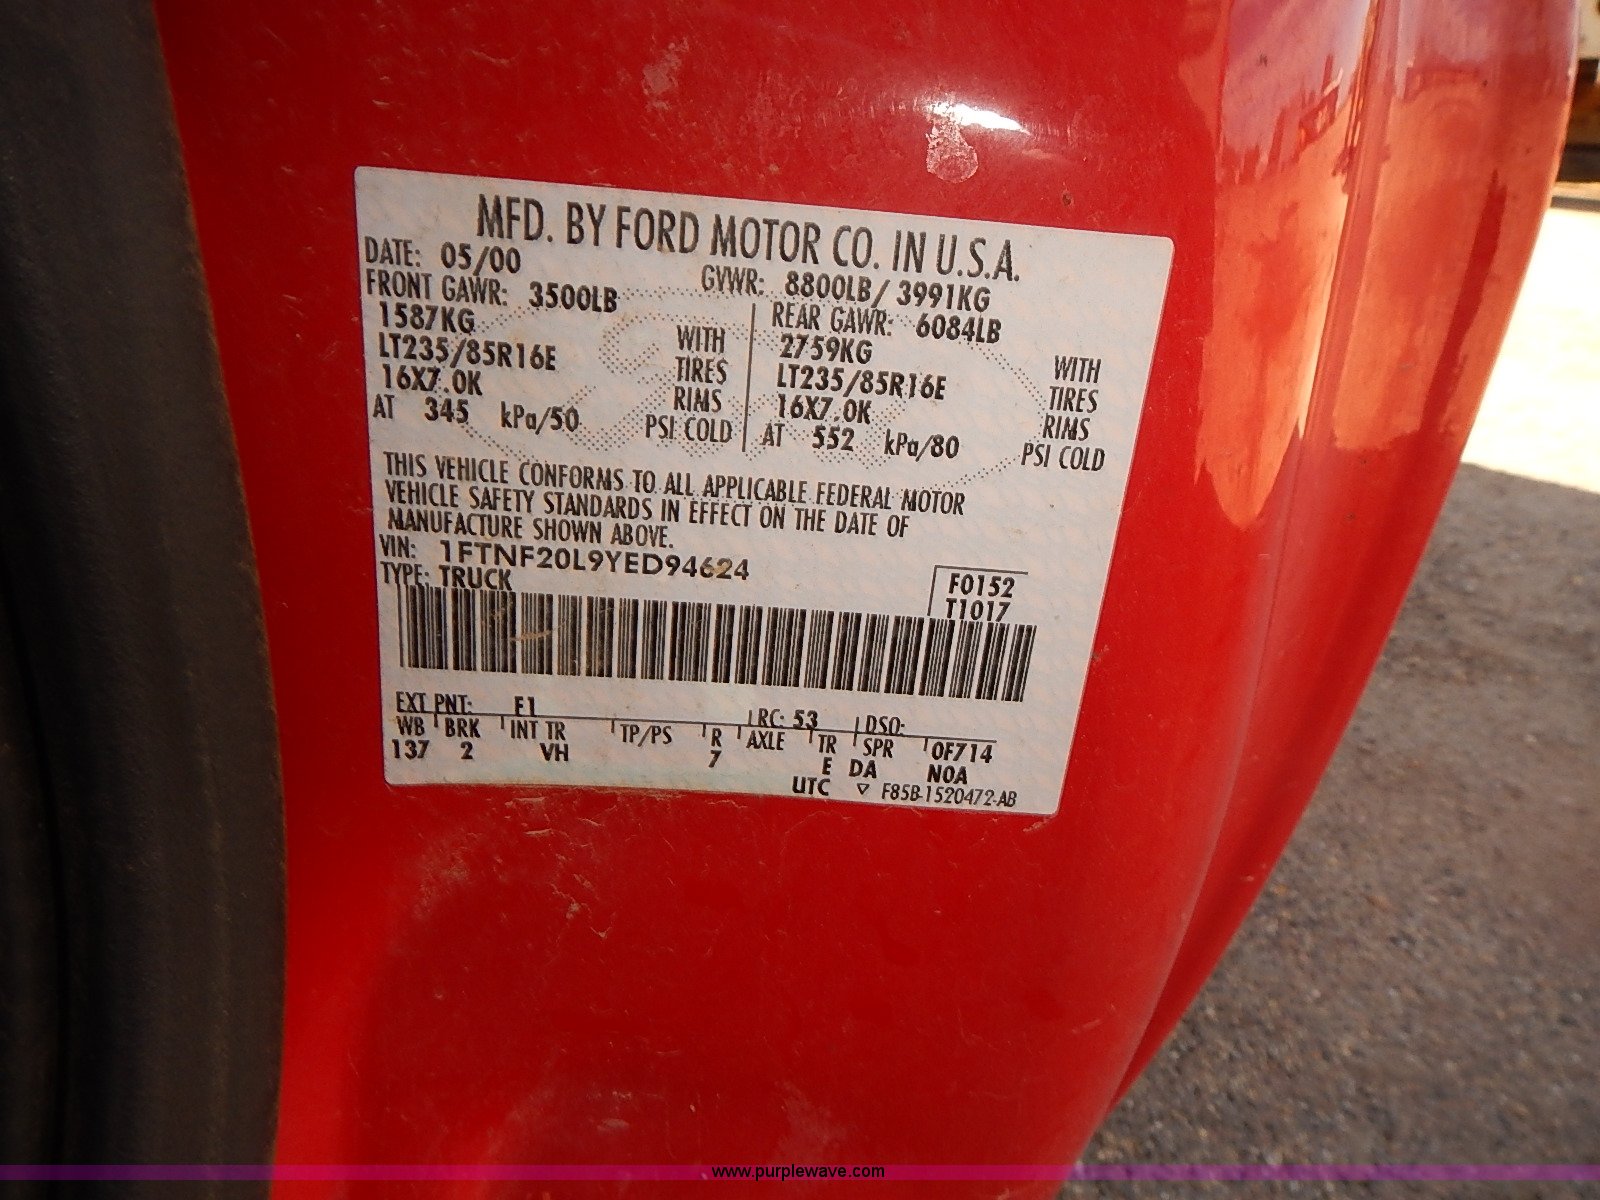 MFD. BY FORD MOTOR CO. IN U.S.A.
DATE: 05/00 GVWR: 8800LB/ 3991KG
FRONT GAWR: 3500LB REAR GAWR: 6084LB
1587KG WITH 2759KG WITH
LT235/85R16E TIRES LT235/85R16E TIRES
16X7.0K RIMS 16X7.0K RIMS
AT 345 kPa/50 PSI COLD AT 552 kPa/80 PSI COLD
THIS VEHICLE CONFORMS TO ALL APPLICABLE FEDERAL MOTOR
VEHICLE SAFETY STANDARDS IN EFFECT ON THE DATE OF
MANUFACTURE SHOWN ABOVE.
VIN: 1FTNF20L9YED94624
TYPE: TRUCK
F0152
T1017
EXT PNT: F1 RC: 53 DSO:
WB BRK INT TR TP/PS R AXLE TR SPR 0F714
137 2 VH 7 E DA N0A
UTC ▽ F85B-1520472-AB
www.purplewave.com